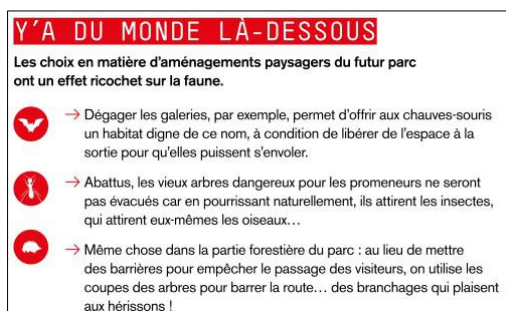 Y'A DU MONDE LÀ-DESSOUS
Les choix en matière d'aménagements paysagers du futur parc
ont un effet ricochet sur la faune.
→ Dégager les galeries, par exemple, permet d'offrir aux chauves-souris
un habitat digne de ce nom, à condition de libérer de l'espace à la
sortie pour qu'elles puissent s'envoler.
→ Abattus, les vieux arbres dangereux pour les promeneurs ne seront
pas évacués car en pourrissant naturellement, ils attirent les insectes,
qui attirent eux-mêmes les oiseaux…
→ Même chose dans la partie forestière du parc : au lieu de mettre
des barrières pour empêcher le passage des visiteurs, on utilise les
coupes des arbres pour barrer la route… des branchages qui plaisent
aux hérissons !